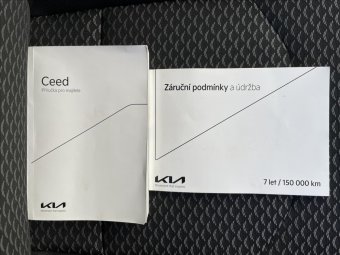 Ceed
Příručka pro majitele
KIA
Záruční podmínky a údržba
KIA
7 let / 150 000 km